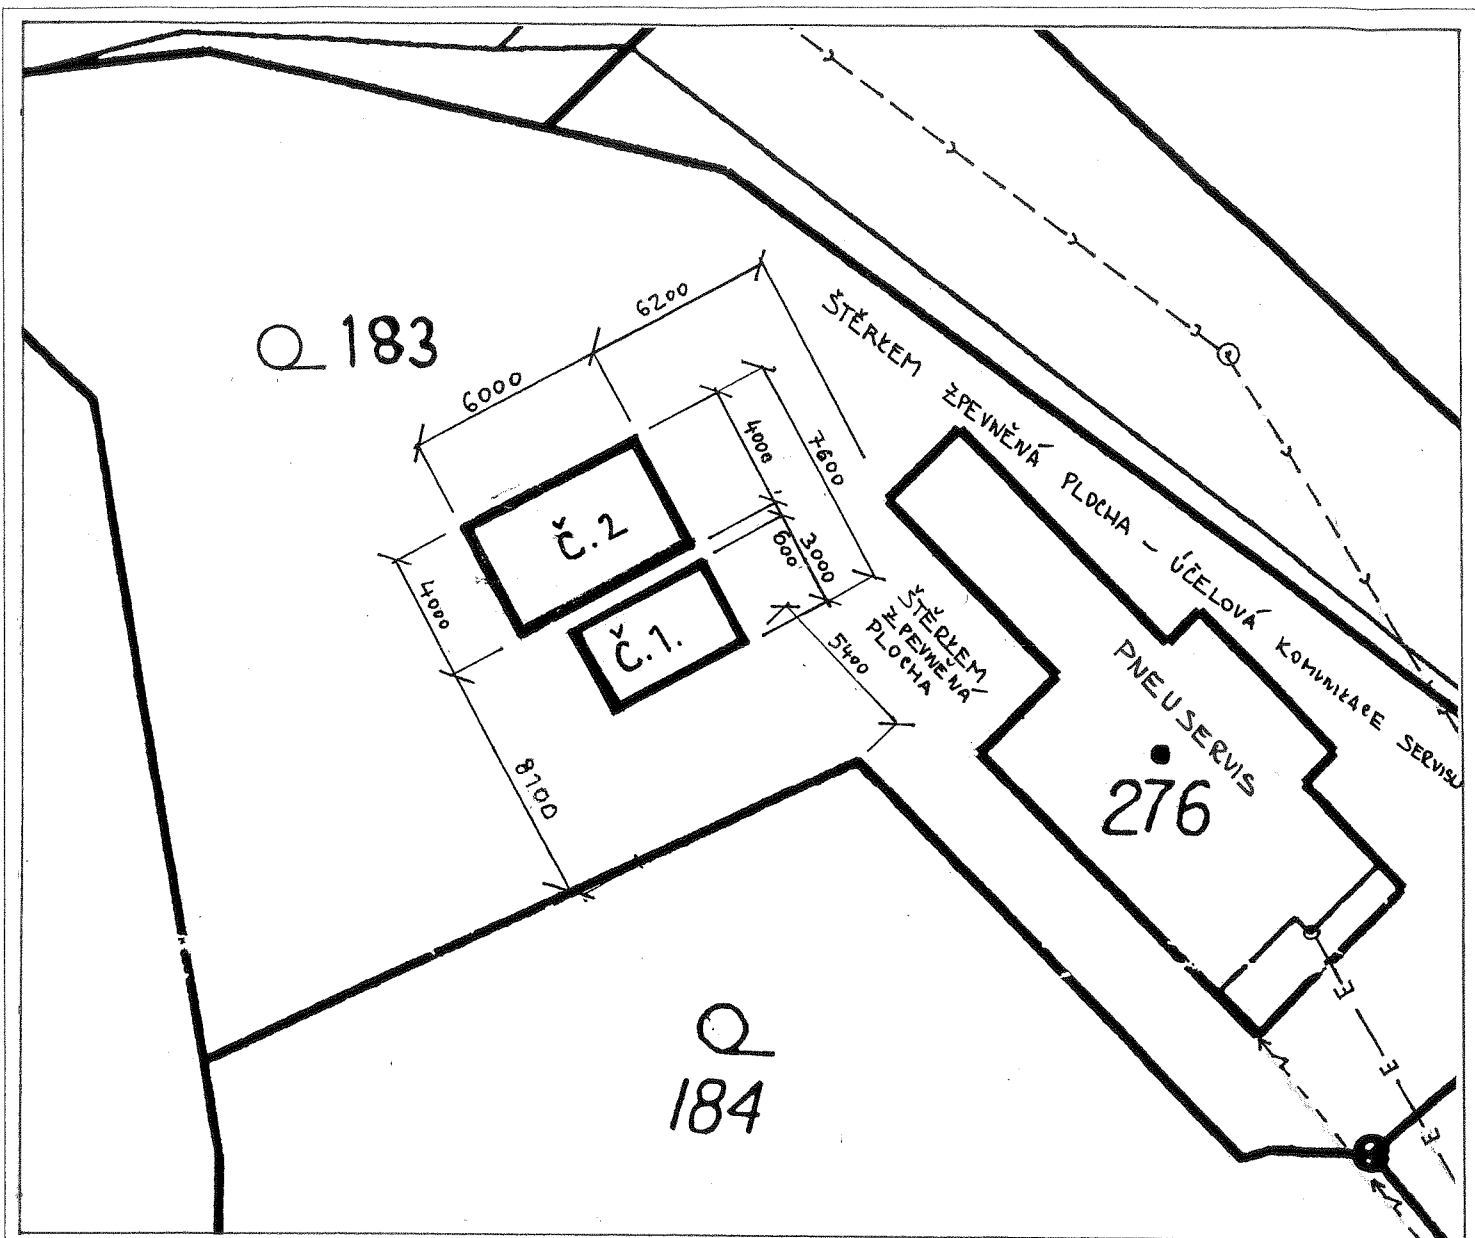 183
6000
6200
4000
7600
600
3000
5400
4000
8100
Č.2
Č.1.
ŠTĚRKEM ZPEVNĚNÁ PLOCHA - ÚČELOVÁ KOMUNIKACE SERVISU
ŠTĚRKEM
ZPEVNĚNÁ
PLOCHA
PNEUSERVIS
276
184